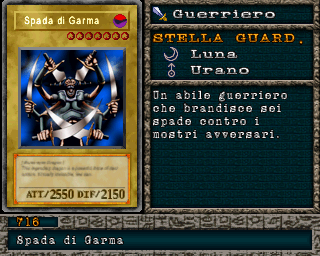 Spada di Garma
ATT/2550 DIF/2150
Guerriero
STELLA GUARD.
Luna
Urano
Un abile guerriero
che brandisce sei
spade contro i
mostri avversari.
716
Spada di Garma